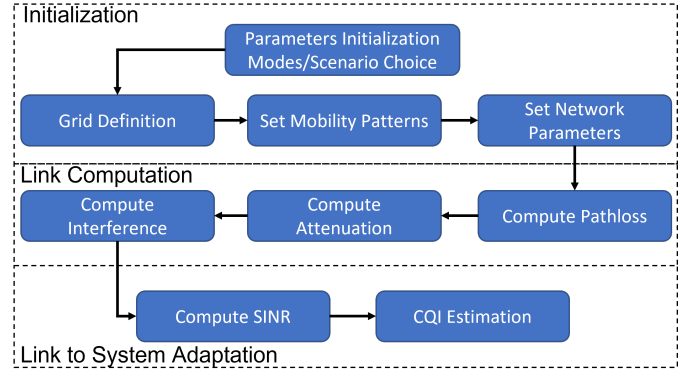 Initialization
Parameters Initialization
Modes/Scenario Choice
Grid Definition
Set Mobility Patterns
Set Network
Parameters
Link Computation
Compute
Interference
Compute
Attenuation
Compute Pathloss
Compute SINR
CQI Estimation
Link to System Adaptation